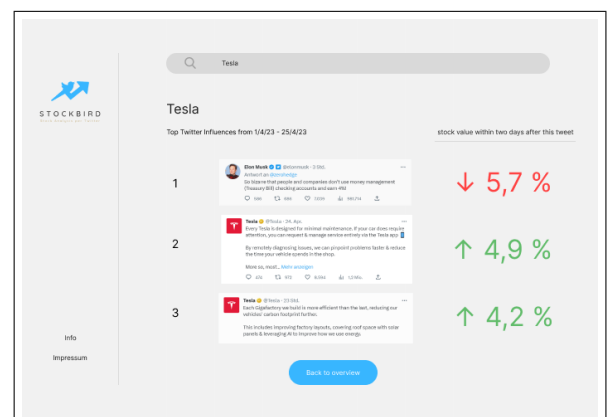 Tesla
STOCKBIRD
Tesla
Top Twitter Influences from 1/4/23 - 25/4/23
stock value within two days after this tweet
1
Elon Musk @elonmusk · 3 Std.
Antwort an
So bizarre that people and companies don't use money management
(Treasury Bill) checking accounts and earn 4%!
↓ 5,7 %
2
Tesla @Tesla · 24. Apr.
Every Tesla is designed for minimal maintenance. If your car does require
attention, you can request & manage service entirely via the Tesla app
By remotely diagnosing issues, we can pinpoint problems faster & reduce
the time your vehicle spends in the shop.
More so, most... Mehr anzeigen
↑ 4,9 %
3
Tesla @Tesla · 23 Std.
Each Gigafactory we build is more efficient than the last, reducing our
vehicles' carbon footprint further.
This includes improving factory layouts, covering roof space with solar
panels & leveraging AI to improve how we use energy.
↑ 4,2 %
Info
Impressum
Back to overview